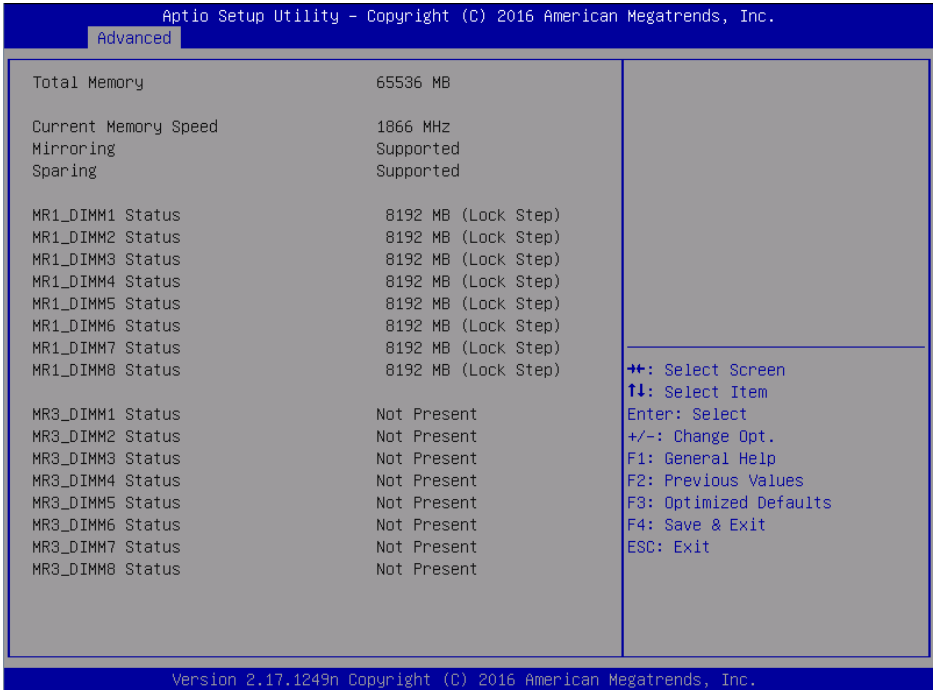 Aptio Setup Utility – Copyright (C) 2016 American Megatrends, Inc.
Advanced
Total Memory 65536 MB
Current Memory Speed 1866 MHz
Mirroring Supported
Sparing Supported
MR1_DIMM1 Status 8192 MB (Lock Step)
MR1_DIMM2 Status 8192 MB (Lock Step)
MR1_DIMM3 Status 8192 MB (Lock Step)
MR1_DIMM4 Status 8192 MB (Lock Step)
MR1_DIMM5 Status 8192 MB (Lock Step)
MR1_DIMM6 Status 8192 MB (Lock Step)
MR1_DIMM7 Status 8192 MB (Lock Step)
MR1_DIMM8 Status 8192 MB (Lock Step)
MR3_DIMM1 Status Not Present
MR3_DIMM2 Status Not Present
MR3_DIMM3 Status Not Present
MR3_DIMM4 Status Not Present
MR3_DIMM5 Status Not Present
MR3_DIMM6 Status Not Present
MR3_DIMM7 Status Not Present
MR3_DIMM8 Status Not Present
→←: Select Screen
↑↓: Select Item
Enter: Select
+/-: Change Opt.
F1: General Help
F2: Previous Values
F3: Optimized Defaults
F4: Save & Exit
ESC: Exit
Version 2.17.1249n Copyright (C) 2016 American Megatrends, Inc.